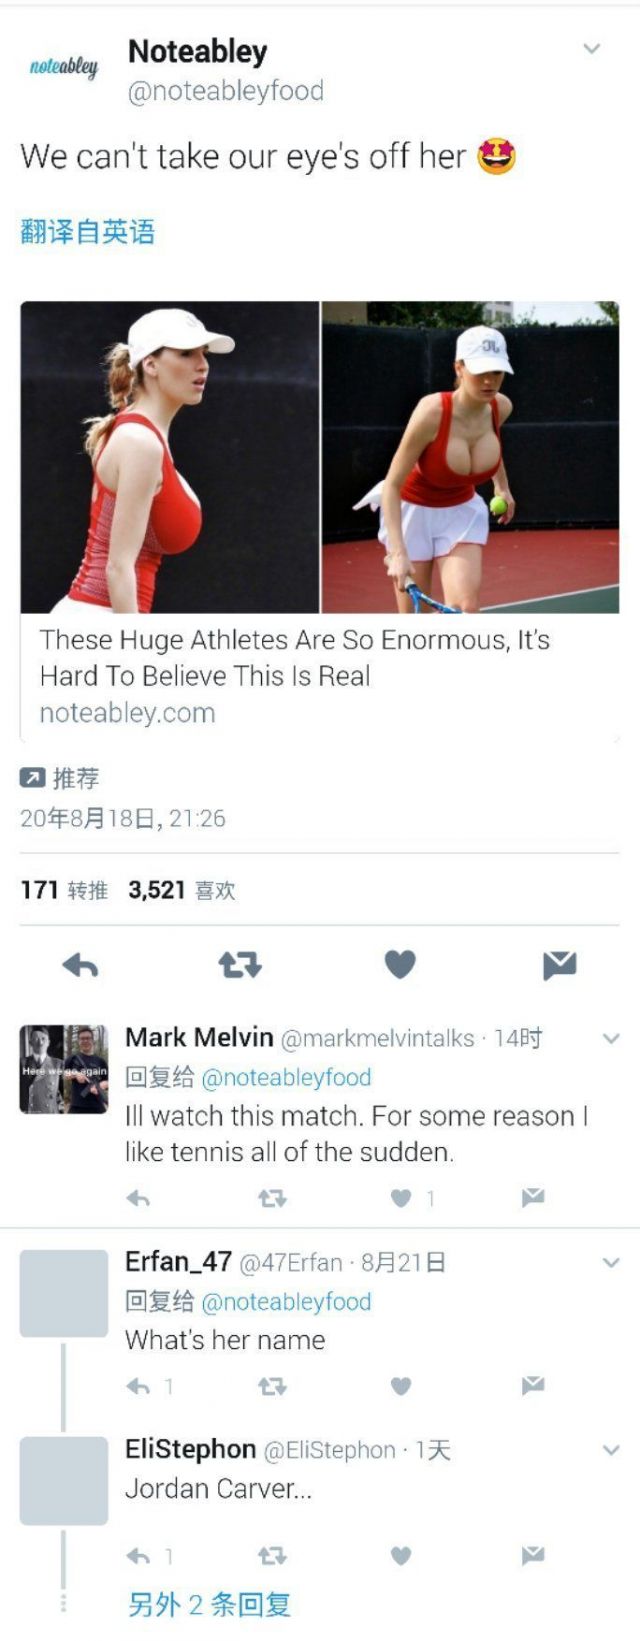 noteabley
Noteabley
@noteableyfood
We can't take our eye's off her 🤩
翻译自英语
These Huge Athletes Are So Enormous, It's
Hard To Believe This Is Real
noteabley.com
推荐
20年8月18日, 21:26
171 转推 3,521 喜欢
Mark Melvin @markmelvintalks · 14时
Here we go again
回复给 @noteableyfood
Ill watch this match. For some reason I
like tennis all of the sudden.
1
Erfan_47 @47Erfan · 8月21日
回复给 @noteableyfood
What's her name
1
EliStephon @EliStephon · 1天
Jordan Carver...
1
另外 2 条回复